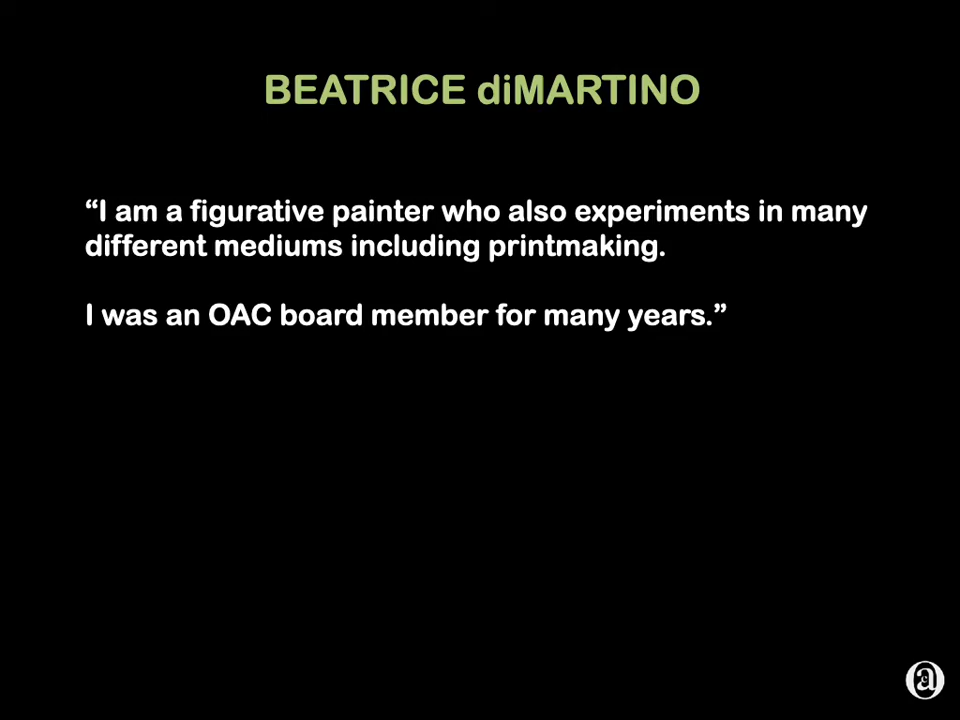 BEATRICE diMARTINO
“I am a figurative painter who also experiments in many
different mediums including printmaking.
I was an OAC board member for many years.”